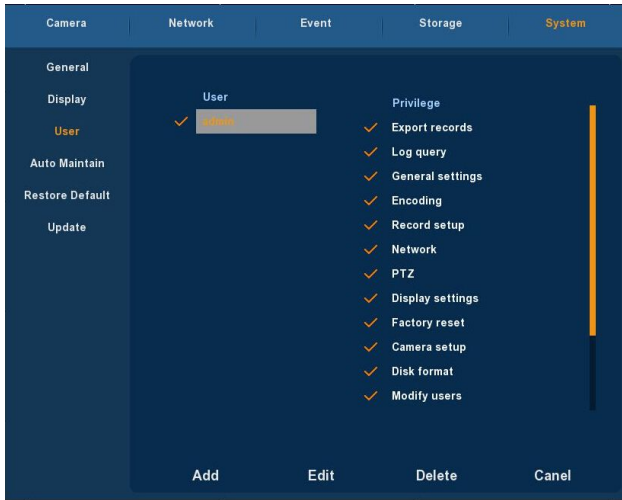 Camera Network Event Storage System
General
Display
User
Auto Maintain
Restore Default
Update
User
admin
Privilege
Export records
Log query
General settings
Encoding
Record setup
Network
PTZ
Display settings
Factory reset
Camera setup
Disk format
Modify users
Add Edit Delete Canel